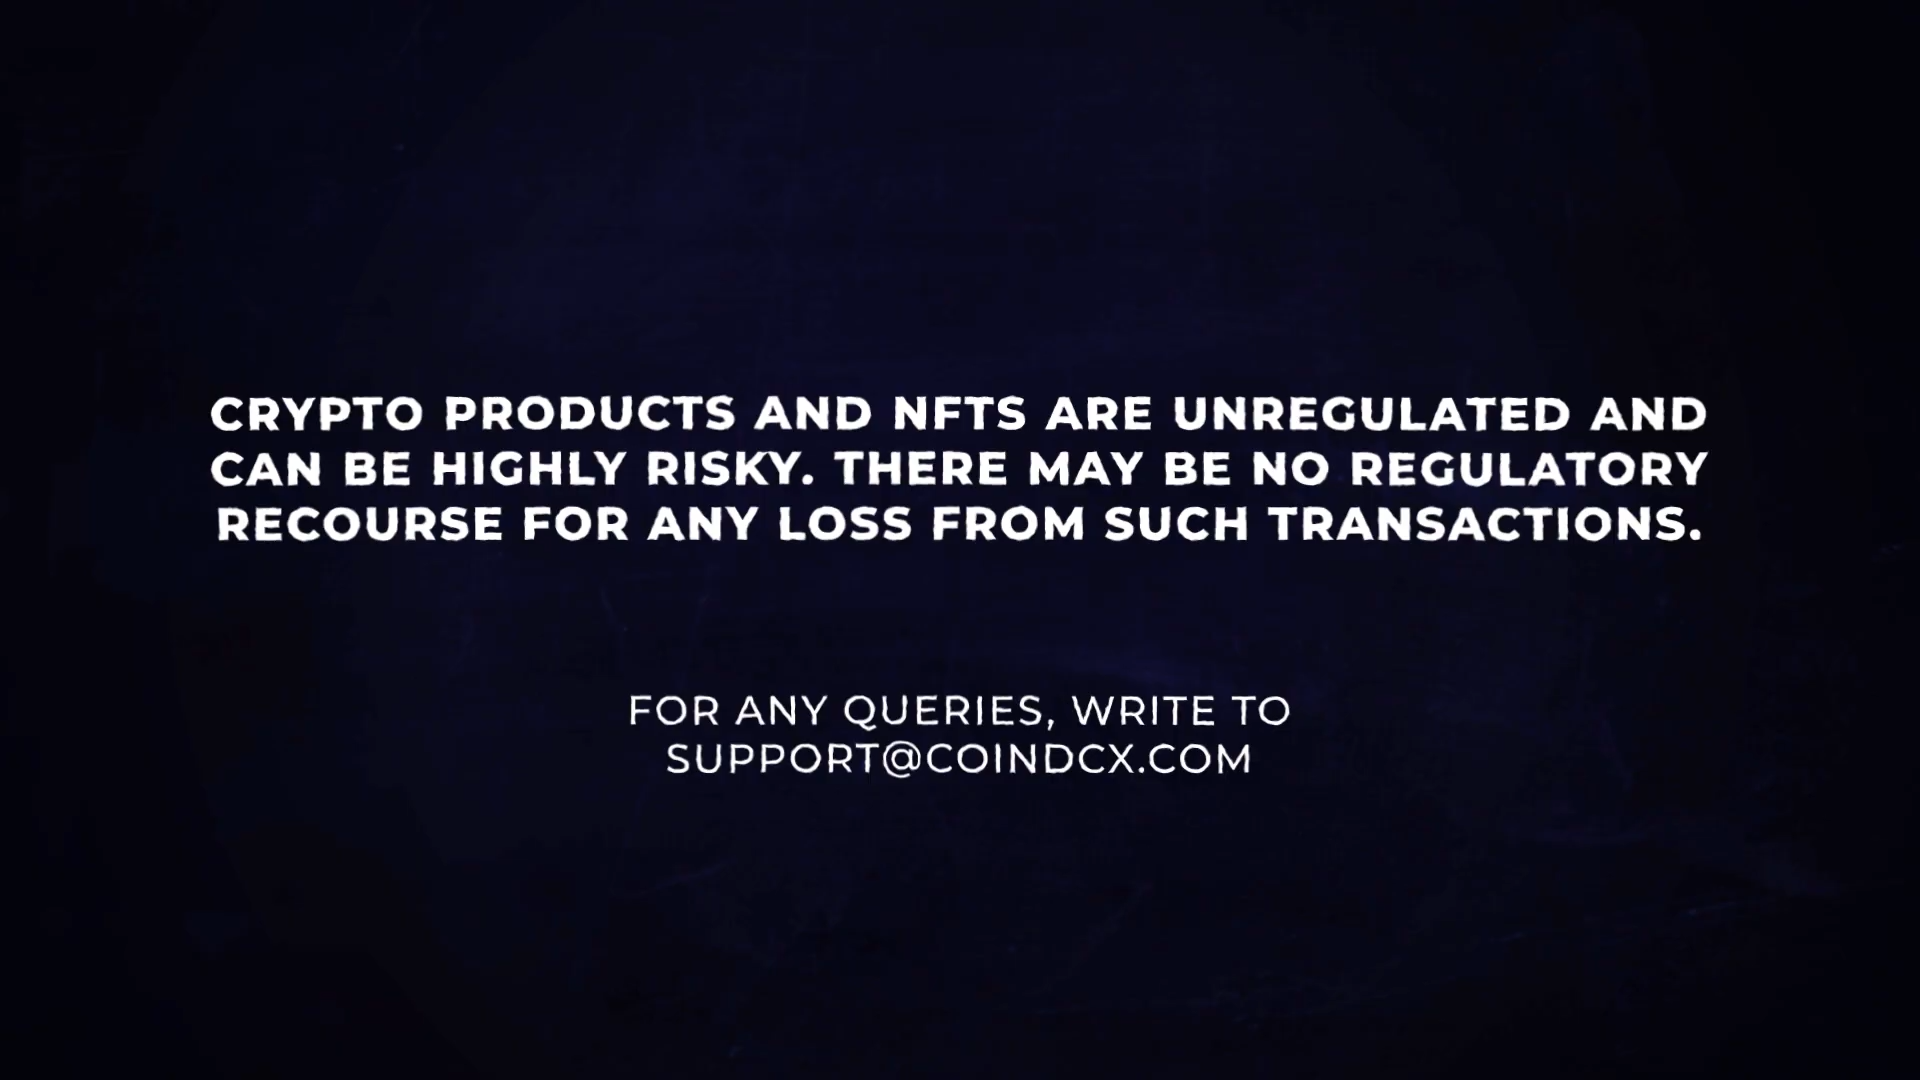 CRYPTO PRODUCTS AND NFTS ARE UNREGULATED AND
CAN BE HIGHLY RISKY. THERE MAY BE NO REGULATORY
RECOURSE FOR ANY LOSS FROM SUCH TRANSACTIONS.
FOR ANY QUERIES, WRITE TO
SUPPORT@COINDCX.COM